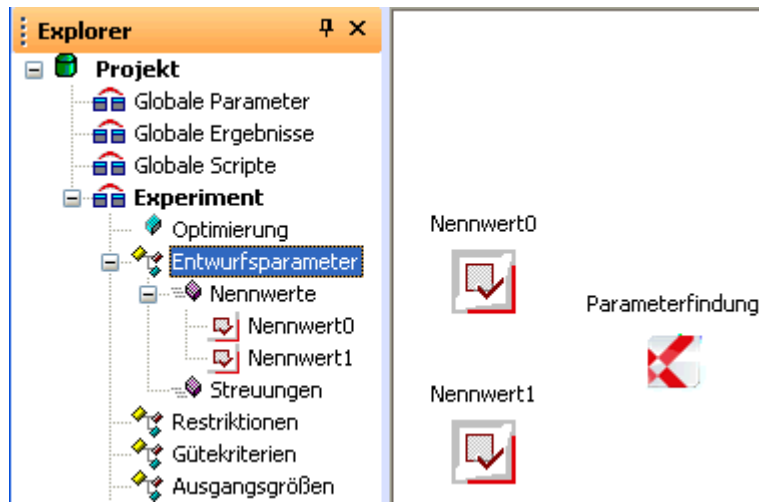 Explorer
Projekt
Globale Parameter
Globale Ergebnisse
Globale Scripte
Experiment
Optimierung
Entwurfsparameter
Nennwerte
Nennwert0
Nennwert1
Streuungen
Restriktionen
Gütekriterien
Ausgangsgrößen
Nennwert0
Parameterfindung
Nennwert1